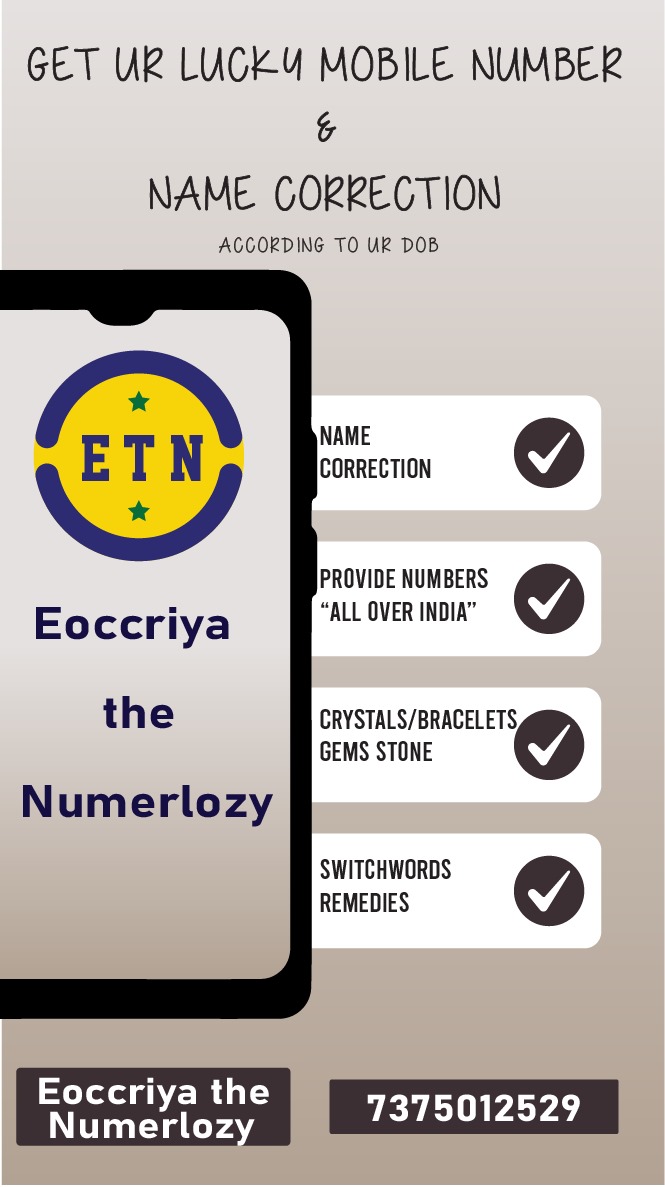 GET UR LUCKY MOBILE NUMBER
&
NAME CORRECTION
ACCORDING TO UR DOB
ETN
Eoccriya
the
Numerlozy
NAME
CORRECTION
PROVIDE NUMBERS
“ALL OVER INDIA”
CRYSTALS/BRACELETS
GEMS STONE
SWITCHWORDS
REMEDIES
Eoccriya the
Numerlozy
7375012529